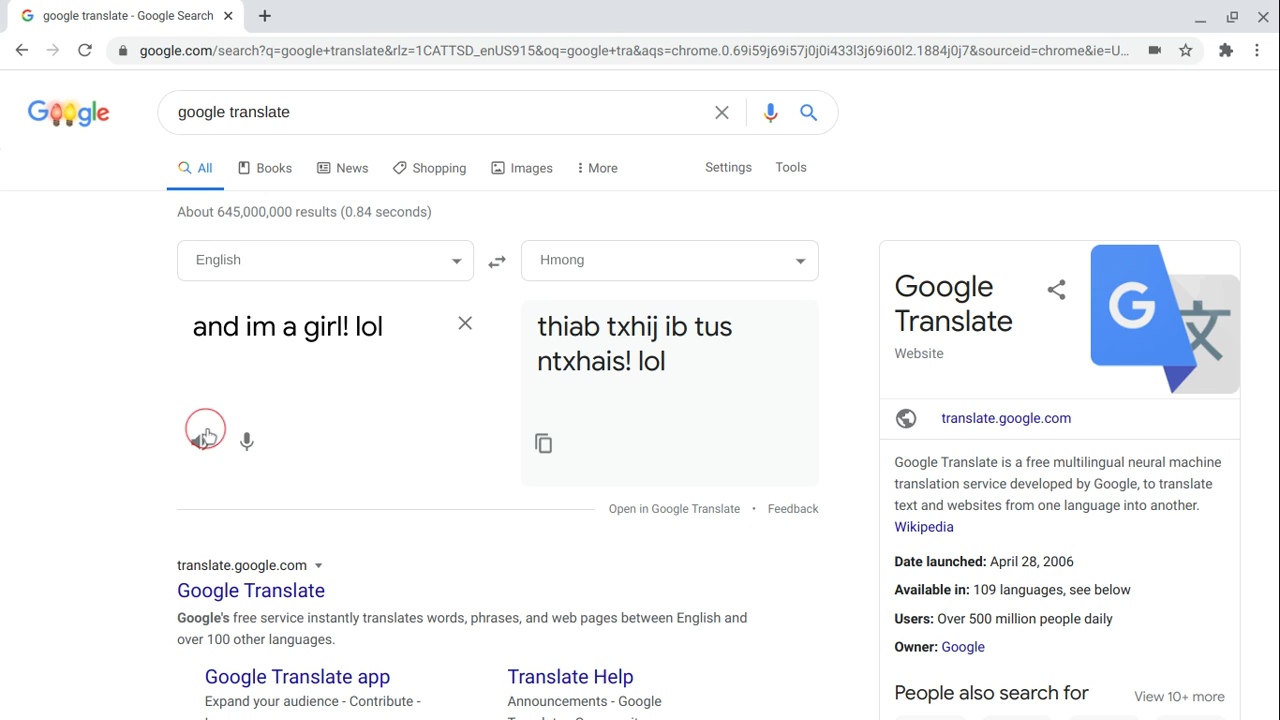 google translate - Google Search
google.com/search?q=google+translate&rlz=1CATTSD_enUS915&oq=google+tra&aqs=chrome.0.69i59j69i57j0j0i433l3j69i60l2.1884j0j7&sourceid=chrome&ie=U...
Google
google translate
All Books News Shopping Images More Settings Tools
About 645,000,000 results (0.84 seconds)
English Hmong
and im a girl! lol
thiab txhij ib tus
ntxhais! lol
Open in Google Translate • Feedback
translate.google.com
Google Translate
Google's free service instantly translates words, phrases, and web pages between English and
over 100 other languages.
Google Translate app
Expand your audience - Contribute -
Translate Help
Announcements - Google
Google
Translate
Website
G 文
translate.google.com
Google Translate is a free multilingual neural machine
translation service developed by Google, to translate
text and websites from one language into another.
Wikipedia
Date launched: April 28, 2006
Available in: 109 languages, see below
Users: Over 500 million people daily
Owner: Google
People also search for View 10+ more